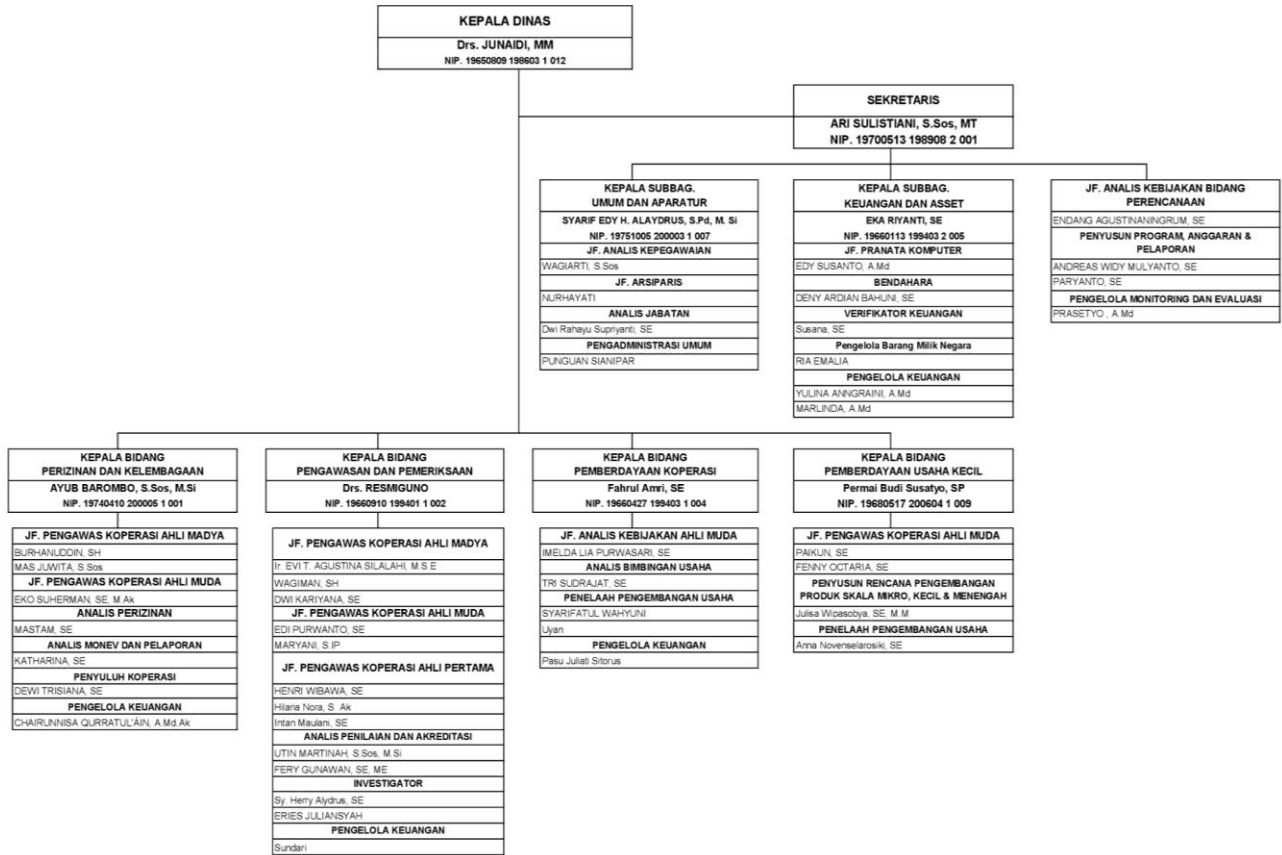 KEPALA DINAS
Drs. JUNAIDI, MM
NIP. 19650809 198603 1 012
SEKRETARIS
ARI SULISTIANI, S.Sos, MT
NIP. 19700513 198908 2 001
KEPALA SUBBAG.
UMUM DAN APARATUR
SYARIF EDY H. ALAYDRUS, S.Pd, M. Si
NIP. 19751005 200003 1 007
JF. ANALIS KEPEGAWAIAN
WAGIARTI, S.Sos
JF. ARSIPARIS
NURHAYATI
ANALIS JABATAN
Dwi Rahayu Supriyanti, SE
PENGADMINISTRASI UMUM
PUNGUAN SIANIPAR
KEPALA SUBBAG.
KEUANGAN DAN ASSET
EKA RIYANTI, SE
NIP. 19660113 199403 2 005
JF. PRANATA KOMPUTER
EDY SUSANTO, A.Md
BENDAHARA
DENY ARDIAN BAHUNI, SE
VERIFIKATOR KEUANGAN
Susana, SE
Pengelola Barang Milik Negara
RIA EMALIA
PENGELOLA KEUANGAN
YULINA ANNGRAINI, A.Md
MARLINDA, A.Md
JF. ANALIS KEBIJAKAN BIDANG
PERENCANAAN
ENDANG AGUSTINANINGRUM, SE
PENYUSUN PROGRAM, ANGGARAN &
PELAPORAN
ANDREAS WIDY MULYANTO, SE
PARYANTO, SE
PENGELOLA MONITORING DAN EVALUASI
PRASETYO , A.Md
KEPALA BIDANG
PERIZINAN DAN KELEMBAGAAN
AYUB BAROMBO, S.Sos, M.Si
NIP. 19740410 200005 1 001
JF. PENGAWAS KOPERASI AHLI MADYA
BURHANUDDIN, SH
MAS JUWITA, S.Sos
JF. PENGAWAS KOPERASI AHLI MUDA
EKO SUHERMAN, SE, M.Ak
ANALIS PERIZINAN
MASTAM, SE
ANALIS MONEV DAN PELAPORAN
KATHARINA, SE
PENYULUH KOPERASI
DEWI TRISIANA, SE
PENGELOLA KEUANGAN
CHAIRUNNISA QURRATUL'ÁIN, A.Md.Ak
KEPALA BIDANG
PENGAWASAN DAN PEMERIKSAAN
Drs. RESMIGUNO
NIP. 19660910 199401 1 002
JF. PENGAWAS KOPERASI AHLI MADYA
Ir. EVI T. AGUSTINA SILALAHI, M.S.E
WAGIMAN, SH
DWI KARIYANA, SE
JF. PENGAWAS KOPERASI AHLI MUDA
EDI PURWANTO, SE
MARYANI, S.IP
JF. PENGAWAS KOPERASI AHLI PERTAMA
HENRI WIBAWA, SE
Hilaria Nora, S. Ak
Intan Maulani, SE
ANALIS PENILAIAN DAN AKREDITASI
UTIN MARTINAH, S.Sos, M.Si
FERY GUNAWAN, SE, ME
INVESTIGATOR
Sy. Herry Alydrus, SE
ERIES JULIANSYAH
PENGELOLA KEUANGAN
Sundari
KEPALA BIDANG
PEMBERDAYAAN KOPERASI
Fahrul Amri, SE
NIP. 19660427 199403 1 004
JF. ANALIS KEBIJAKAN AHLI MUDA
IMELDA LIA PURWASARI, SE
ANALIS BIMBINGAN USAHA
TRI SUDRAJAT, SE
PENELAAH PENGEMBANGAN USAHA
SYARIFATUL WAHYUNI
Uyan
PENGELOLA KEUANGAN
Pasu Juliati Sitorus
KEPALA BIDANG
PEMBERDAYAAN USAHA KECIL
Permai Budi Susatyo, SP
NIP. 19680517 200604 1 009
JF. PENGAWAS KOPERASI AHLI MUDA
PAIKUN, SE
FENNY OCTARIA, SE
PENYUSUN RENCANA PENGEMBANGAN
PRODUK SKALA MIKRO, KECIL & MENENGAH
Julisa Wipasobya, SE, M.M
PENELAAH PENGEMBANGAN USAHA
Anna Novenselarosiki, SE